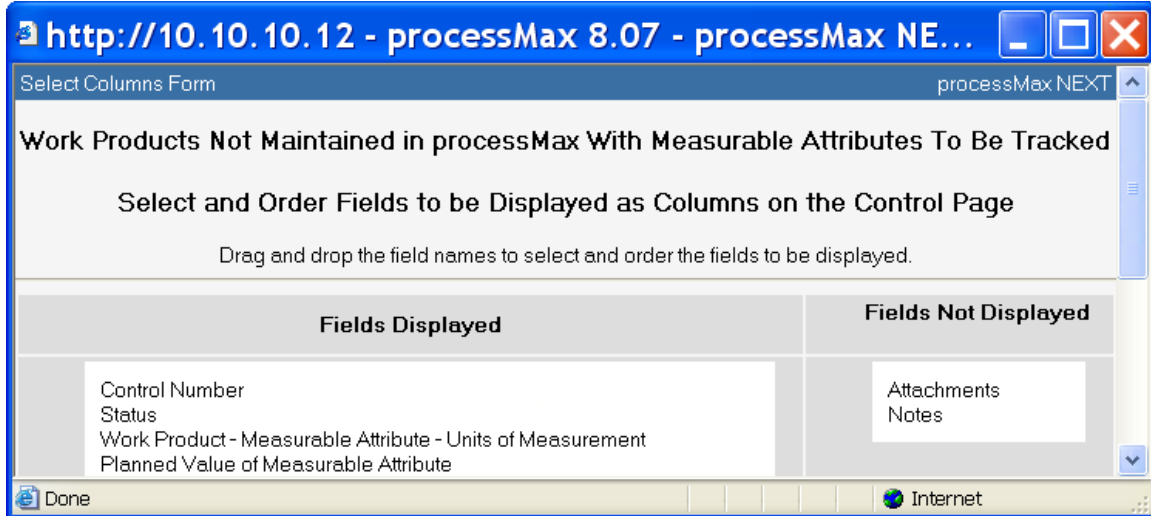 http://10.10.10.12 - processMax 8.07 - processMax NE...
Select Columns Form processMax NEXT
Work Products Not Maintained in processMax With Measurable Attributes To Be Tracked
Select and Order Fields to be Displayed as Columns on the Control Page
Drag and drop the field names to select and order the fields to be displayed.
Fields Displayed
Fields Not Displayed
Control Number
Status
Work Product - Measurable Attribute - Units of Measurement
Planned Value of Measurable Attribute
Attachments
Notes
Done Internet